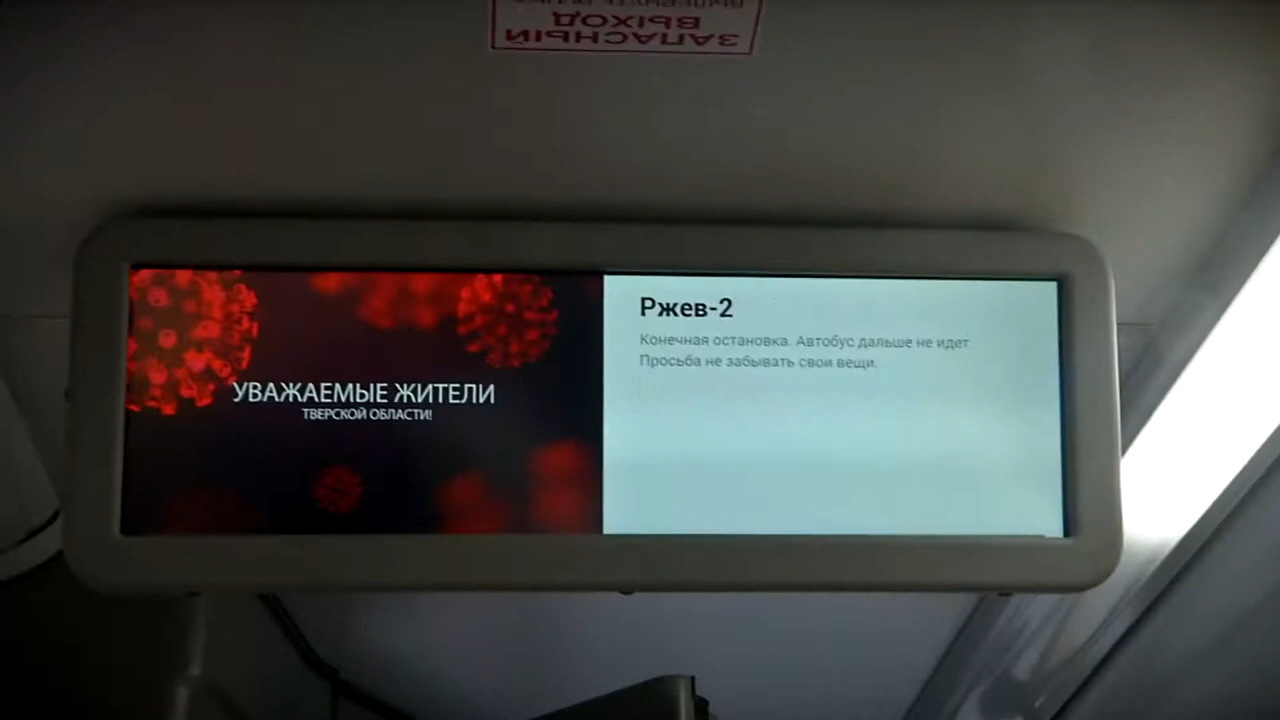 ЗАПАСНЫЙ
ВЫХОД
УВАЖАЕМЫЕ ЖИТЕЛИ
ТВЕРСКОЙ ОБЛАСТИ!
Ржев-2
Конечная остановка. Автобус дальше не идет
Просьба не забывать свои вещи.